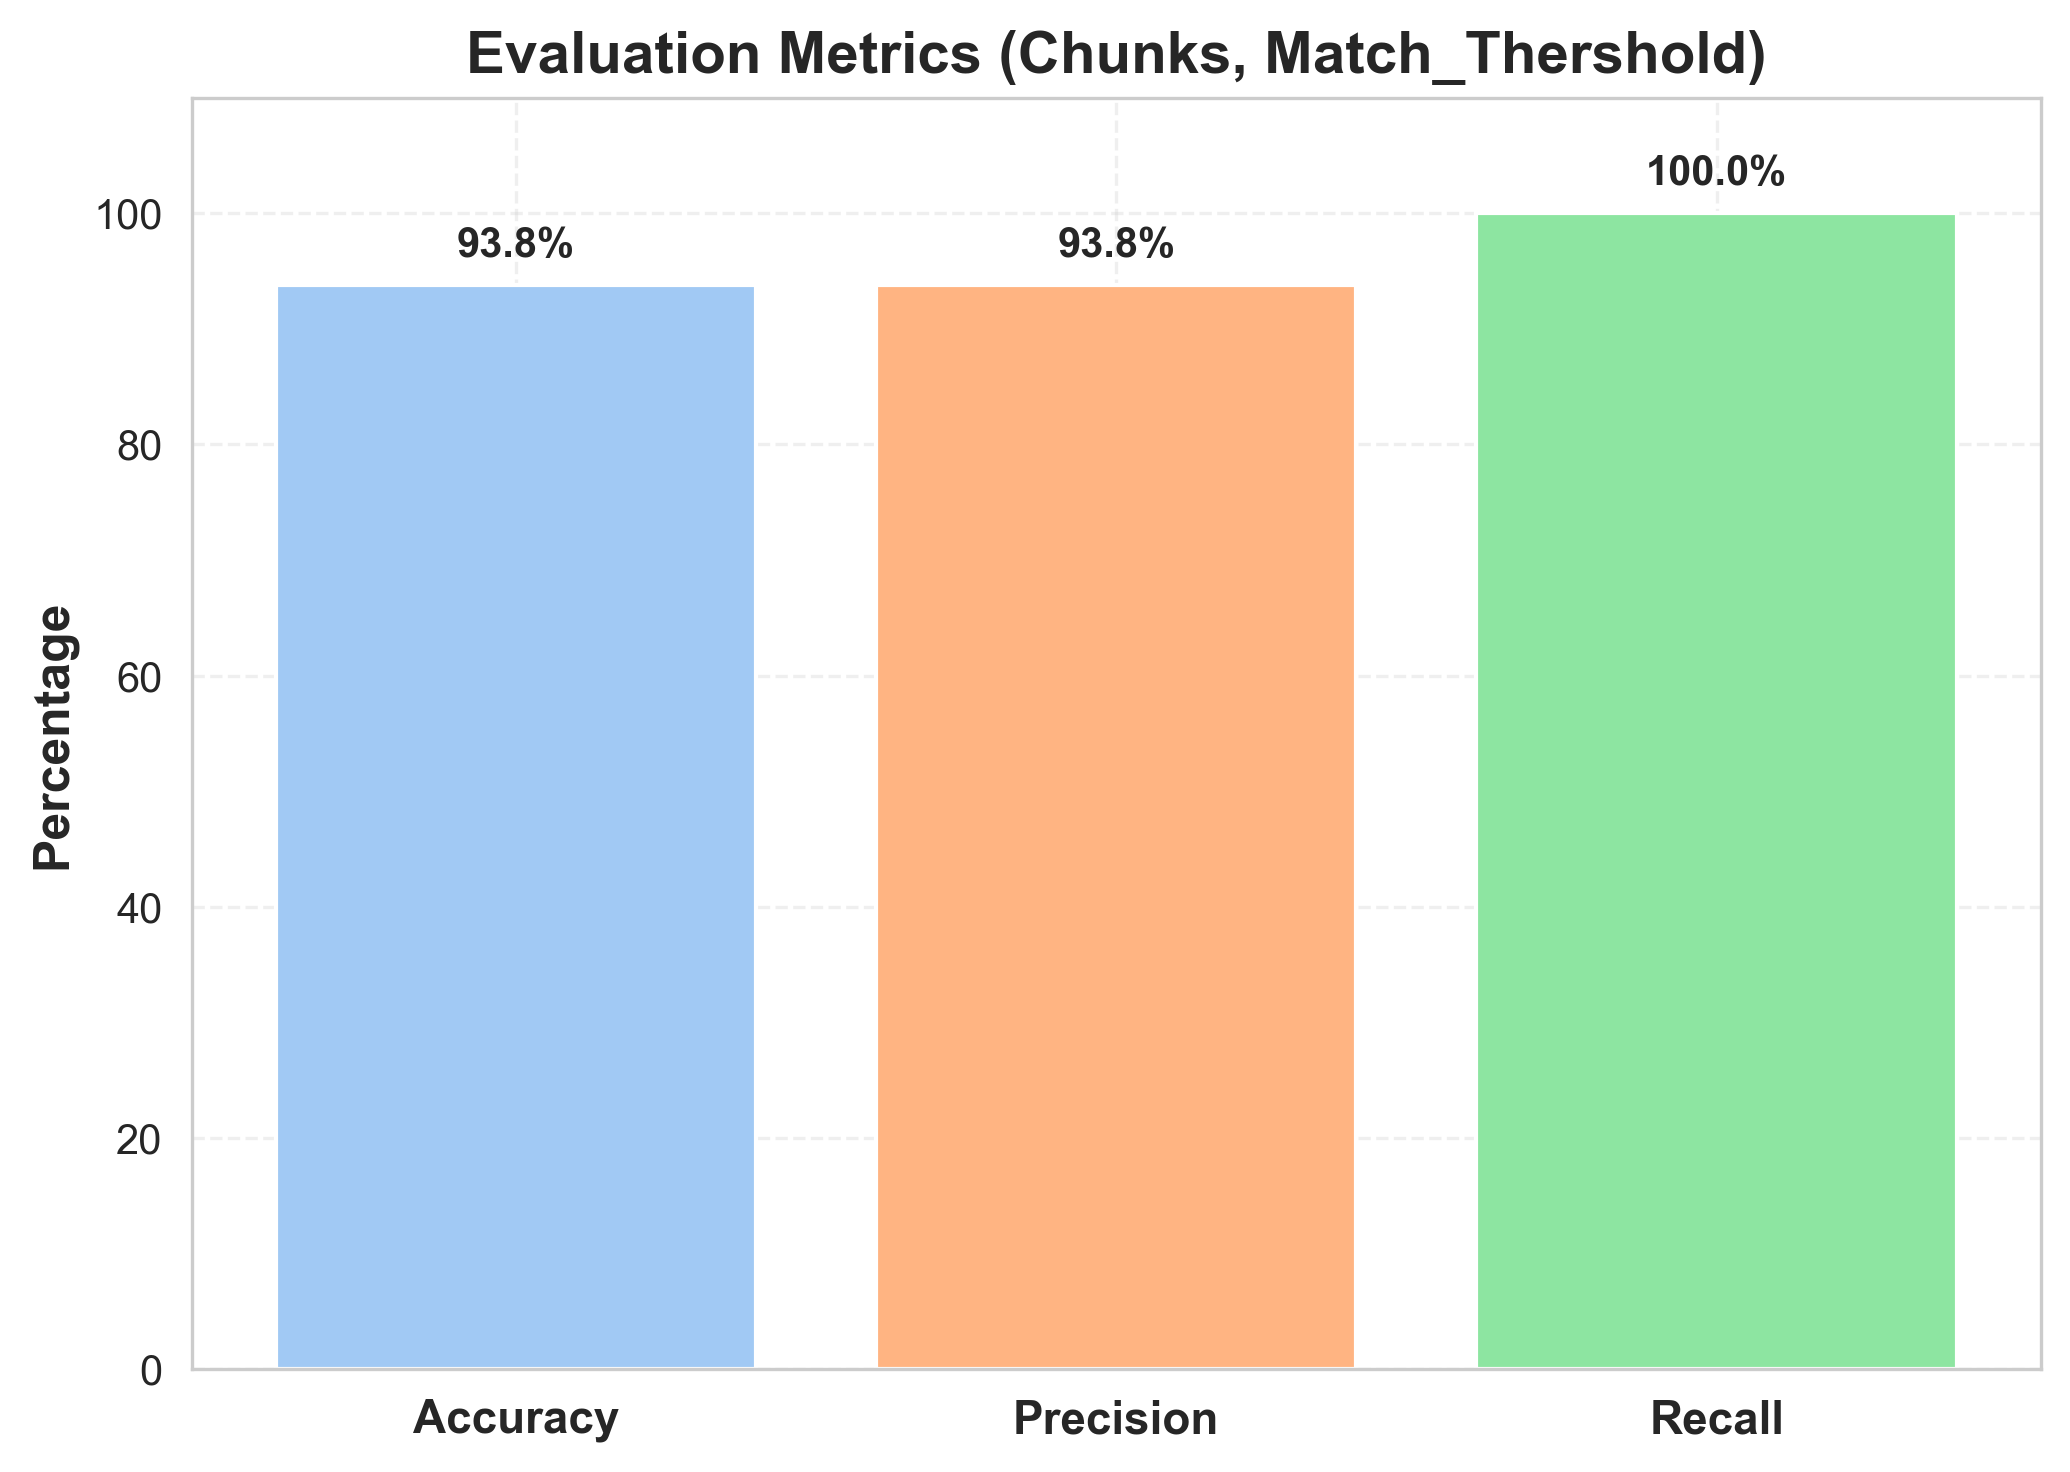 Evaluation Metrics (Chunks, Match_Thershold)
100.0%
93.8%
93.8%
100
80
60
40
20
0
Percentage
Accuracy
Precision
Recall